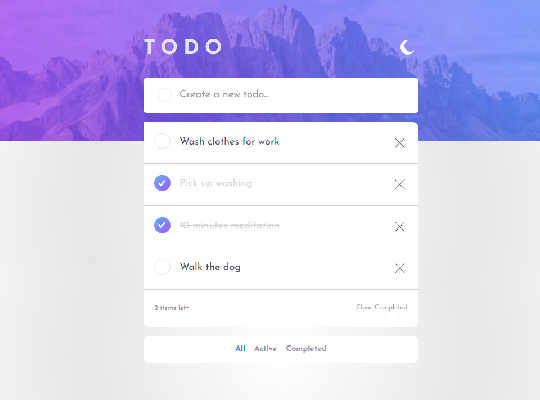 TODO
Create a new todo...
Wash clothes for work
Pick up washing
10 minutes meditation
Walk the dog
2 items left
Clear Completed
All Active Completed